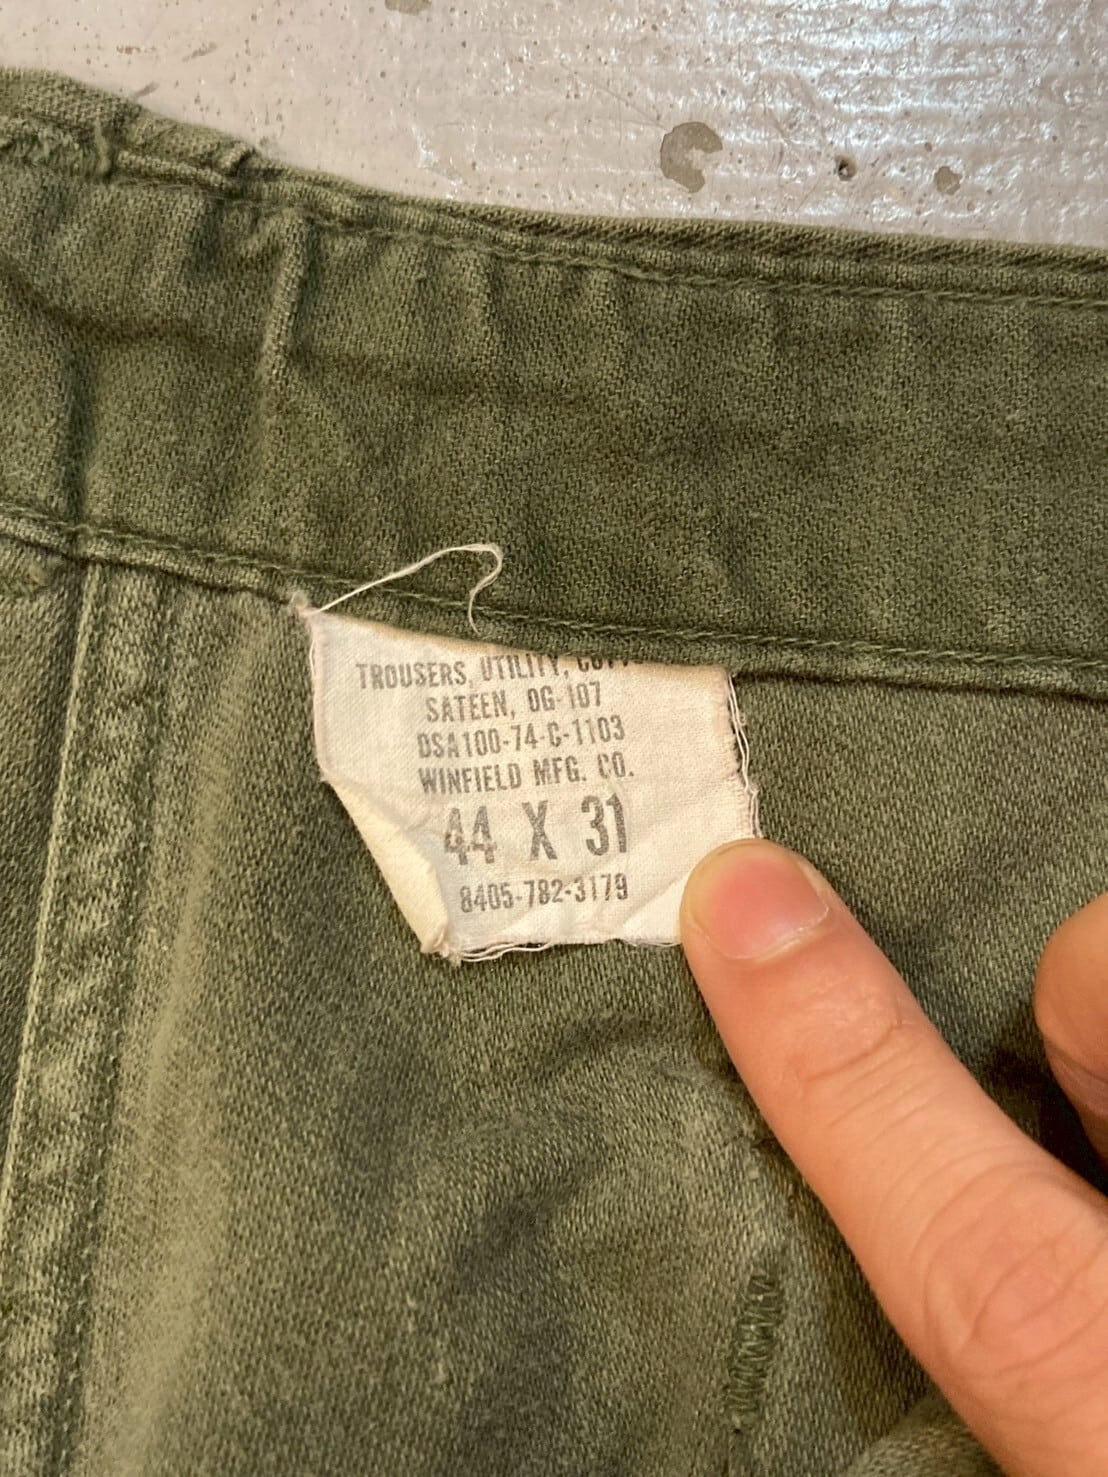 TROUSERS, UTILITY,
SATEEN, OG-107
DSA100-74-C-1103
WINFIELD MFG. CO.
44 X 31
8405-782-3179